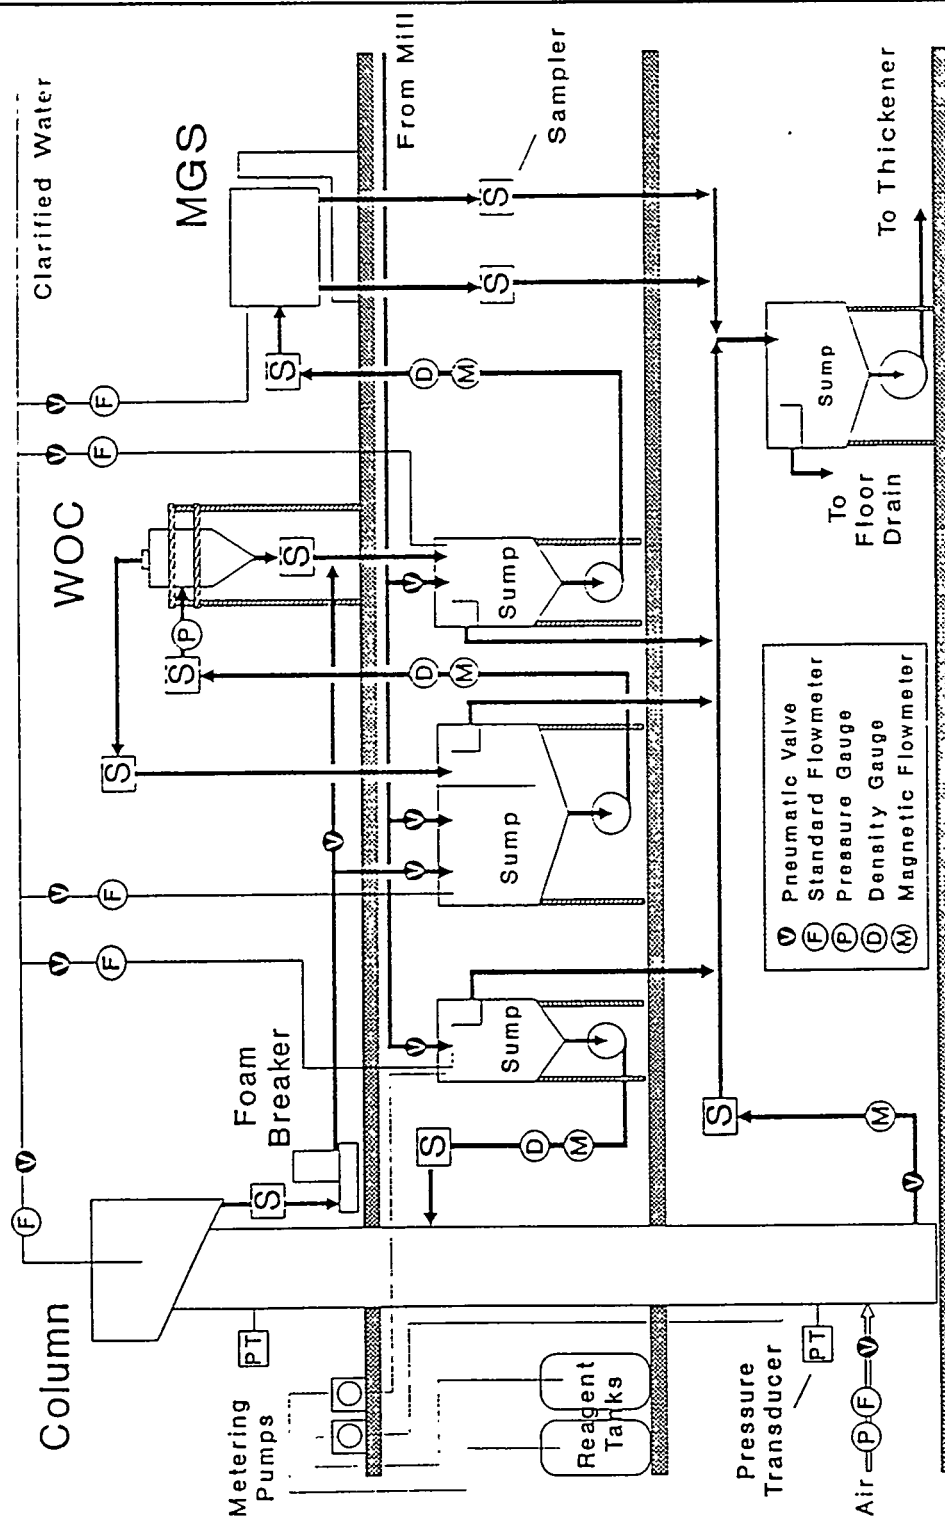 Column
Clarified Water
F
V
V
F
V
F
V
F
V
F
WOC
MGS
S
S
P
S
S
S
Foam
Breaker
S
V
PT
Metering
Pumps
From Mill
V
V
V
V
S
D
M
Sump
Sump
D
M
Sump
D
M
S
S
Sampler
Reagent
Tanks
Pressure
Transducer
PT
Air
P
F
V
V
M
S
V Pneumatic Valve
F Standard Flowmeter
P Pressure Gauge
D Density Gauge
M Magnetic Flowmeter
To
Floor
Drain
Sump
To Thickener